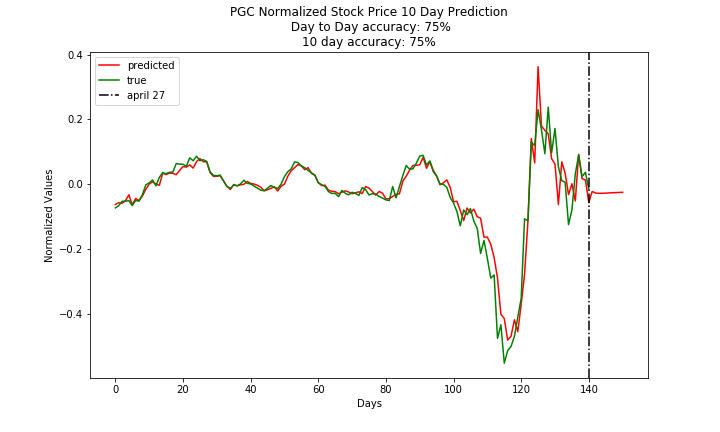 PGC Normalized Stock Price 10 Day Prediction
Day to Day accuracy: 75%
10 day accuracy: 75%
predicted
true
april 27
0.4
0.2
0.0
−0.2
−0.4
Normalized Values
0 20 40 60 80 100 120 140
Days